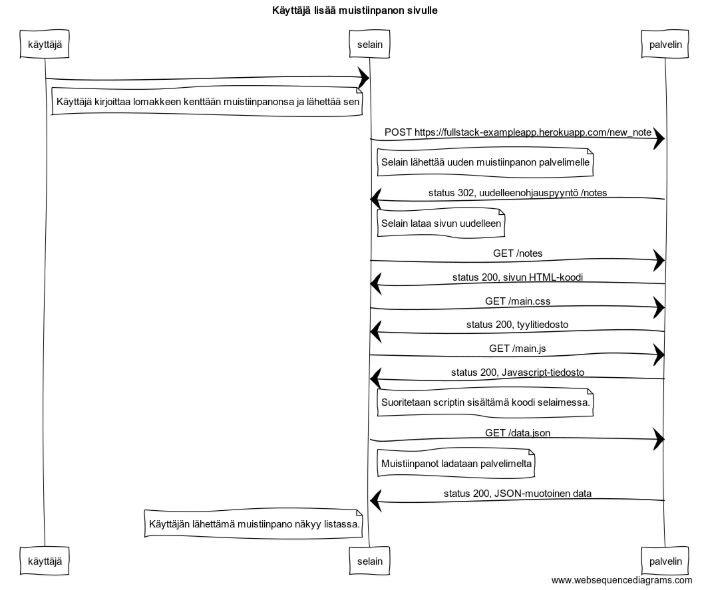 Käyttäjä lisää muistiinpanon sivulle
käyttäjä selain palvelin
Käyttäjä kirjoittaa lomakkeen kenttään muistiinpanonsa ja lähettää sen
POST https://fullstack-exampleapp.herokuapp.com/new_note
Selain lähettää uuden muistiinpanon palvelimelle
status 302, uudelleenohjauspyyntö /notes
Selain lataa sivun uudelleen
GET /notes
status 200, sivun HTML-koodi
GET /main.css
status 200, tyylitiedosto
GET /main.js
status 200, Javascript-tiedosto
Suoritetaan scriptin sisältämä koodi selaimessa.
GET /data.json
Muistiinpanot ladataan palvelimelta
status 200, JSON-muotoinen data
Käyttäjän lähettämä muistiinpano näkyy listassa.
käyttäjä selain palvelin
www.websequencediagrams.com